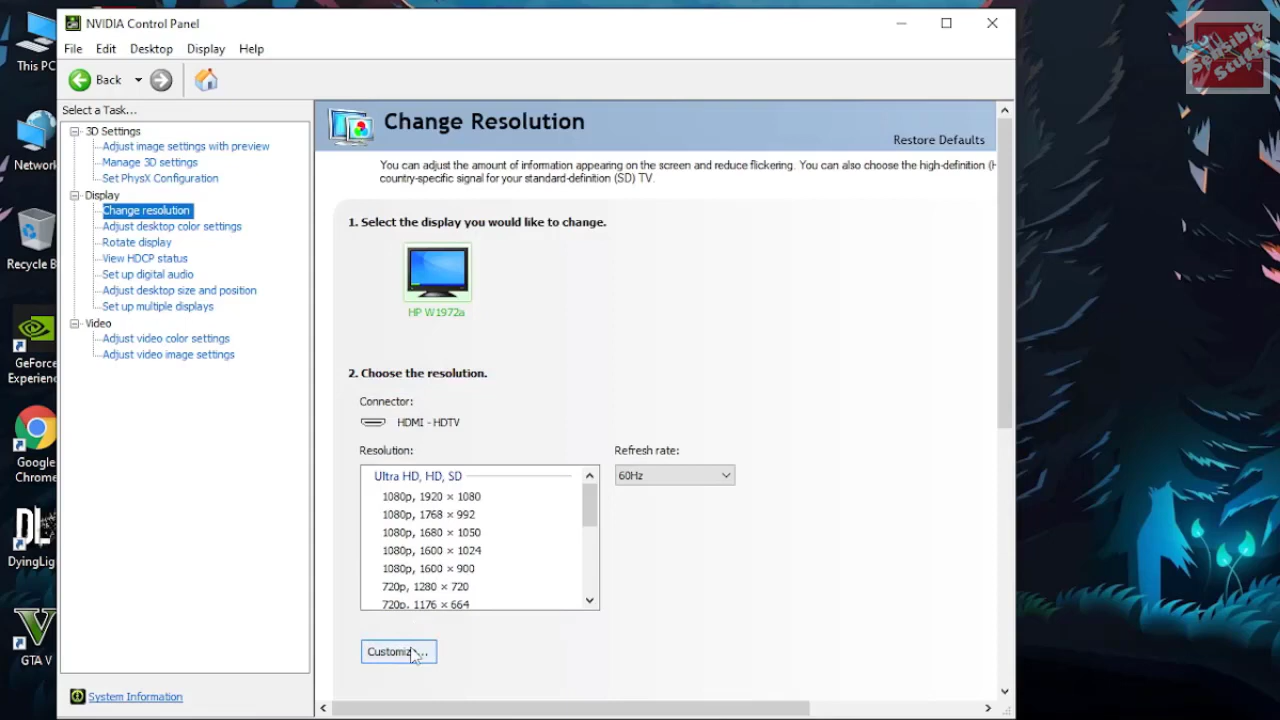 NVIDIA Control Panel
File Edit Desktop Display Help
Back
Select a Task...
3D Settings
Adjust image settings with preview
Manage 3D settings
Set PhysX Configuration
Display
Change resolution
Adjust desktop color settings
Rotate display
View HDCP status
Set up digital audio
Adjust desktop size and position
Set up multiple displays
Video
Adjust video color settings
Adjust video image settings
System Information
Change Resolution
Restore Defaults
You can adjust the amount of information appearing on the screen and reduce flickering. You can also choose the high-definition (H
country-specific signal for your standard-definition (SD) TV.
1. Select the display you would like to change.
HP W1972a
2. Choose the resolution.
Connector:
HDMI - HDTV
Resolution:
Refresh rate:
Ultra HD, HD, SD
60Hz
1080p, 1920 × 1080
1080p, 1768 × 992
1080p, 1680 × 1050
1080p, 1600 × 1024
1080p, 1600 × 900
720p, 1280 × 720
720p, 1176 × 664
Customiz...
This PC
Network
Recycle B
GeForce
Experienc
Google
Chrome
DL
DyingLig
GTA V
Sensible
Stuff